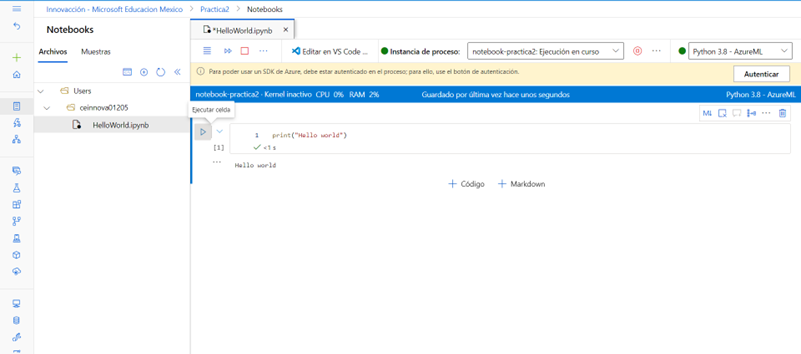 Innovacción - Microsoft Educacion Mexico > Practica2 > Notebooks
Notebooks
Archivos Muestras
Users
ceinnova01205
HelloWorld.ipynb
*HelloWorld.ipynb
Editar en VS Code ...
Instancia de proceso:
notebook-practica2: Ejecución en curso
Python 3.8 - AzureML
Para poder usar un SDK de Azure, debe estar autenticado en el proceso; para ello, use el botón de autenticación.
Autenticar
notebook-practica2 · Kernel inactivo CPU 0% RAM 2% Guardado por última vez hace unos segundos Python 3.8 - AzureML
Ejecutar celda
M↓
1 print("Hello world")
[1]
<1 s
Hello world
+ Código + Markdown